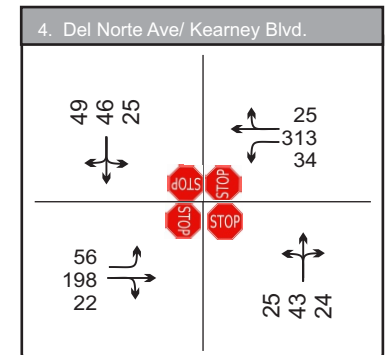 4. Del Norte Ave/ Kearney Blvd.
49 46 25
25
313
34
STOP STOP
STOP STOP
56
198
22
25 43 24